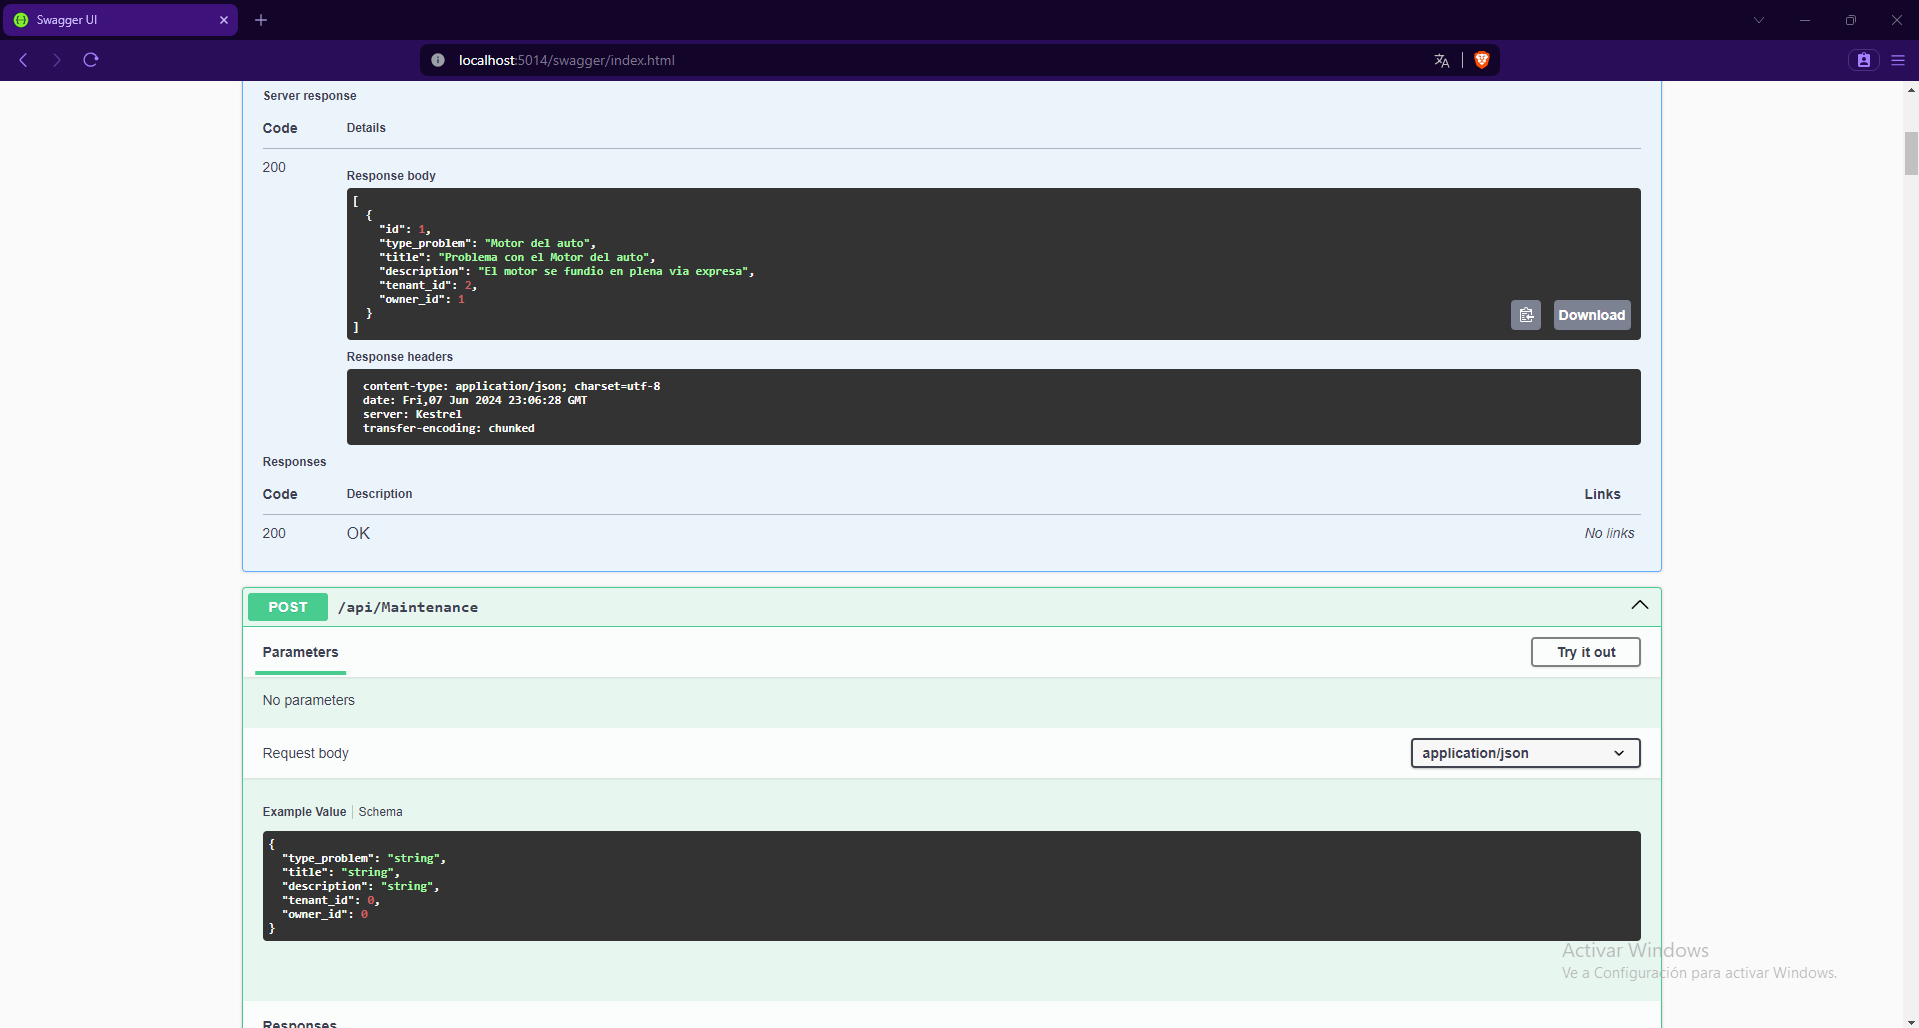 Swagger UI
localhost:5014/swagger/index.html
Server response
Code Details
200
Response body
[
  {
    "id": 1,
    "type_problem": "Motor del auto",
    "title": "Problema con el Motor del auto",
    "description": "El motor se fundio en plena via expresa",
    "tenant_id": 2,
    "owner_id": 1
  }
]
Download
Response headers
content-type: application/json; charset=utf-8
date: Fri,07 Jun 2024 23:06:28 GMT
server: Kestrel
transfer-encoding: chunked
Responses
Code Description Links
200 OK No links
POST /api/Maintenance
Parameters Try it out
No parameters
Request body application/json
Example Value Schema
{
  "type_problem": "string",
  "title": "string",
  "description": "string",
  "tenant_id": 0,
  "owner_id": 0
}
Activar Windows
Ve a Configuración para activar Windows.
Responses